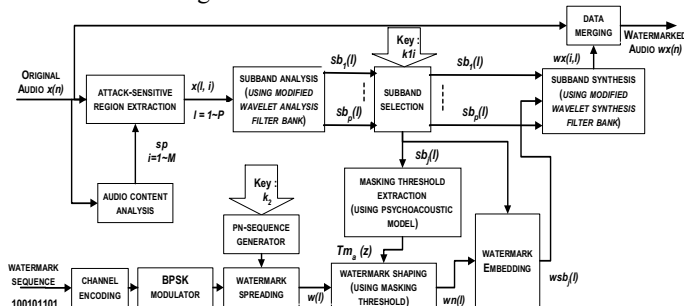 DATA
MERGING
WATERMARKED
AUDIO wx(n)
Key :
k1i
ORIGINAL
AUDIO x(n)
ATTACK-SENSITIVE
REGION EXTRACTION
x(l, i)
l = 1~P
SUBBAND ANALYSIS
(USING MODIFIED
WAVELET ANALYSIS
FILTER BANK)
sb1(l)
sbp(l)
SUBBAND
SELECTION
sb1(l)
sbp(l)
wx(i,l)
SUBBAND SYNTHESIS
(USING MODIFIED
WAVELET SYNTHESIS
FILTER BANK)
sp
i=1~M
AUDIO CONTENT
ANALYSIS
Key :
k2
PN-SEQUENCE
GENERATOR
sbj(l)
MASKING THRESHOLD
EXTRACTION
(USING PSYCHOACOUSTIC
MODEL)
Tma (z)
WATERMARK
EMBEDDING
wsbj(l)
WATERMARK
SEQUENCE
100101101
CHANNEL
ENCODING
BPSK
MODULATOR
WATERMARK
SPREADING
w(l)
WATERMARK SHAPING
(USING MASKING
THRESHOLD)
wn(l)